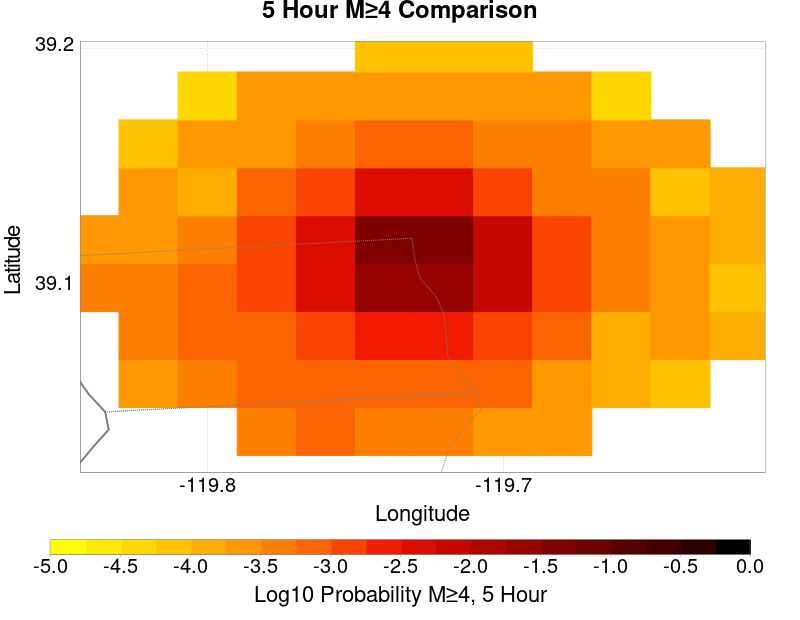 5 Hour M≥4 Comparison
39.2
39.1
Latitude
-119.8 -119.7
Longitude
-5.0 -4.5 -4.0 -3.5 -3.0 -2.5 -2.0 -1.5 -1.0 -0.5 0.0
Log10 Probability M≥4, 5 Hour